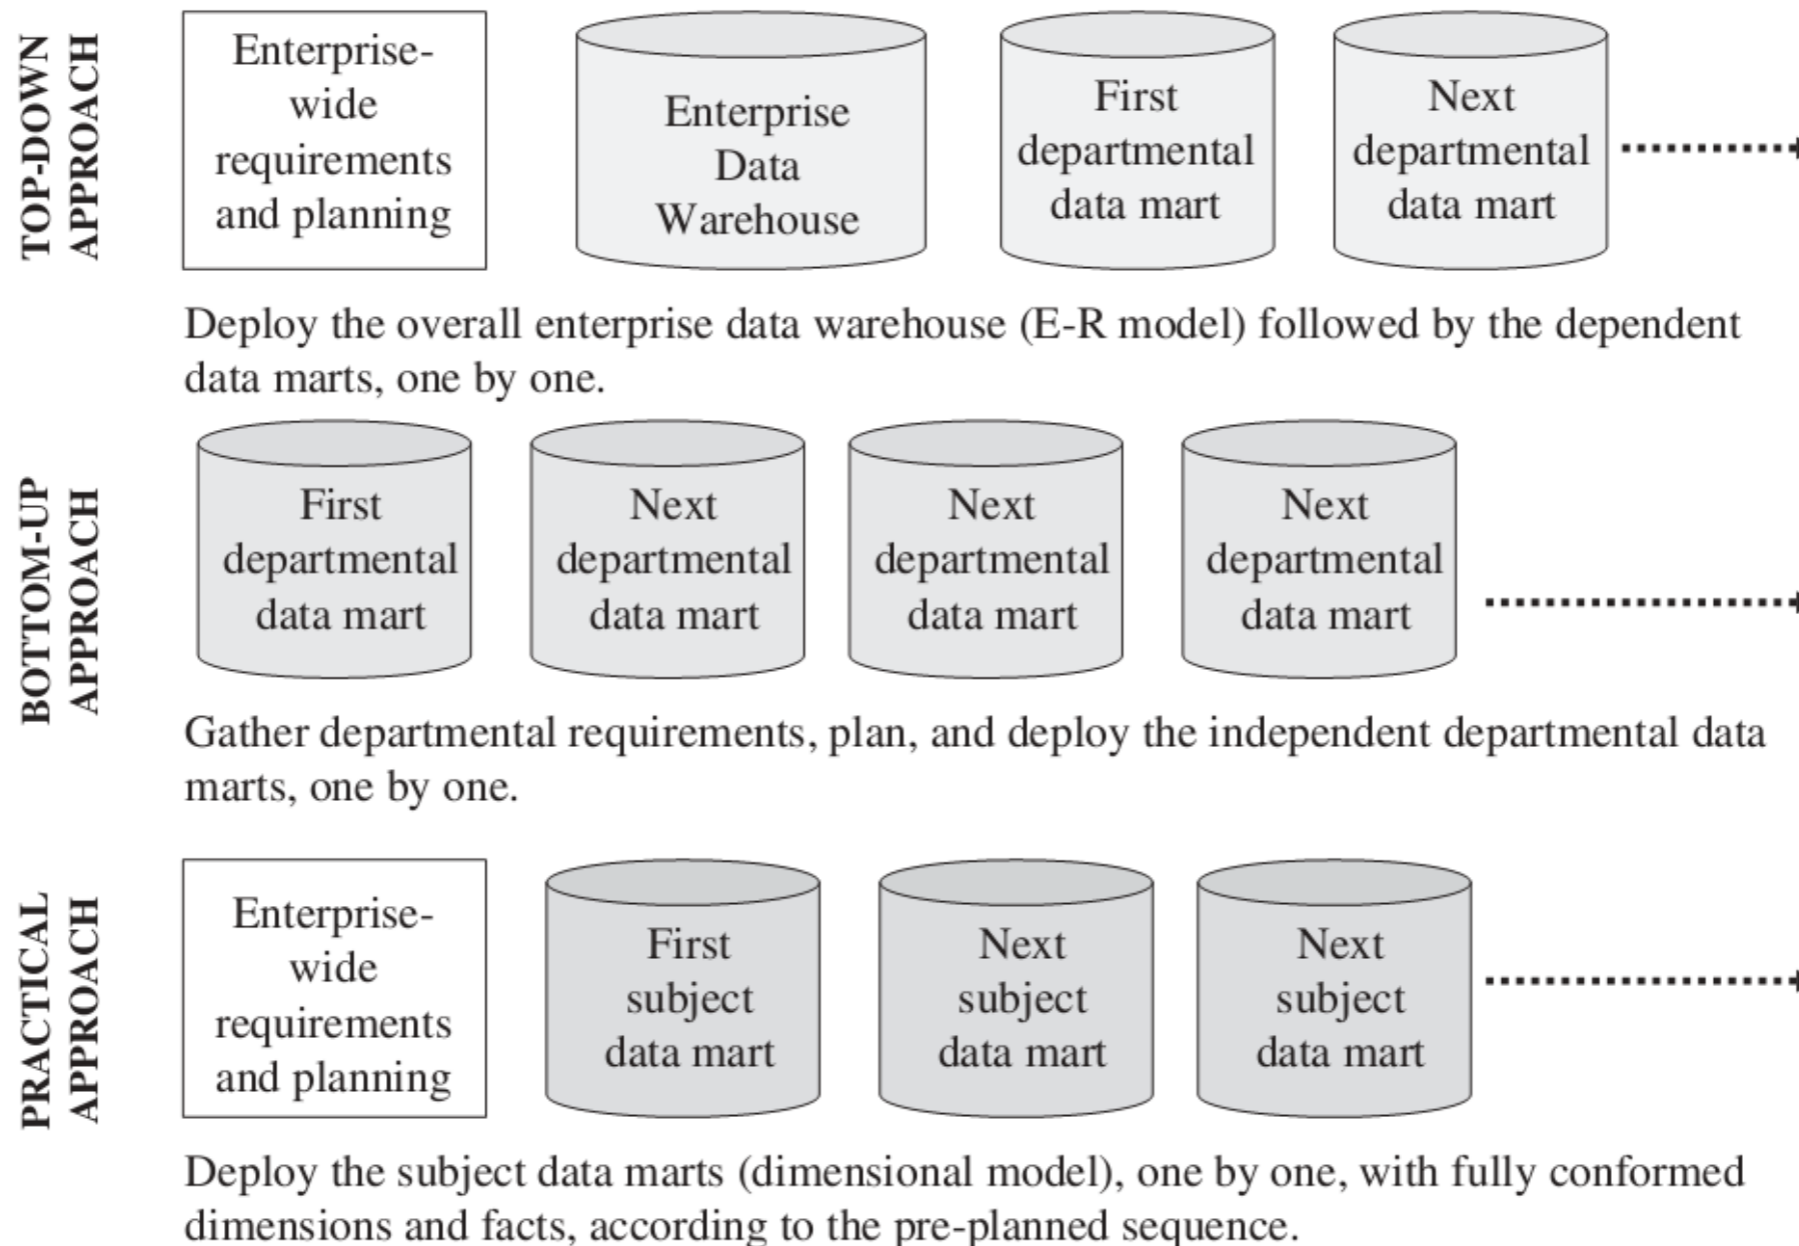 TOP-DOWN
APPROACH
Enterprise-
wide
requirements
and planning
Enterprise
Data
Warehouse
First
departmental
data mart
Next
departmental
data mart
Deploy the overall enterprise data warehouse (E-R model) followed by the dependent
data marts, one by one.
BOTTOM-UP
APPROACH
First
departmental
data mart
Next
departmental
data mart
Next
departmental
data mart
Next
departmental
data mart
Gather departmental requirements, plan, and deploy the independent departmental data
marts, one by one.
PRACTICAL
APPROACH
Enterprise-
wide
requirements
and planning
First
subject
data mart
Next
subject
data mart
Next
subject
data mart
Deploy the subject data marts (dimensional model), one by one, with fully conformed
dimensions and facts, according to the pre-planned sequence.